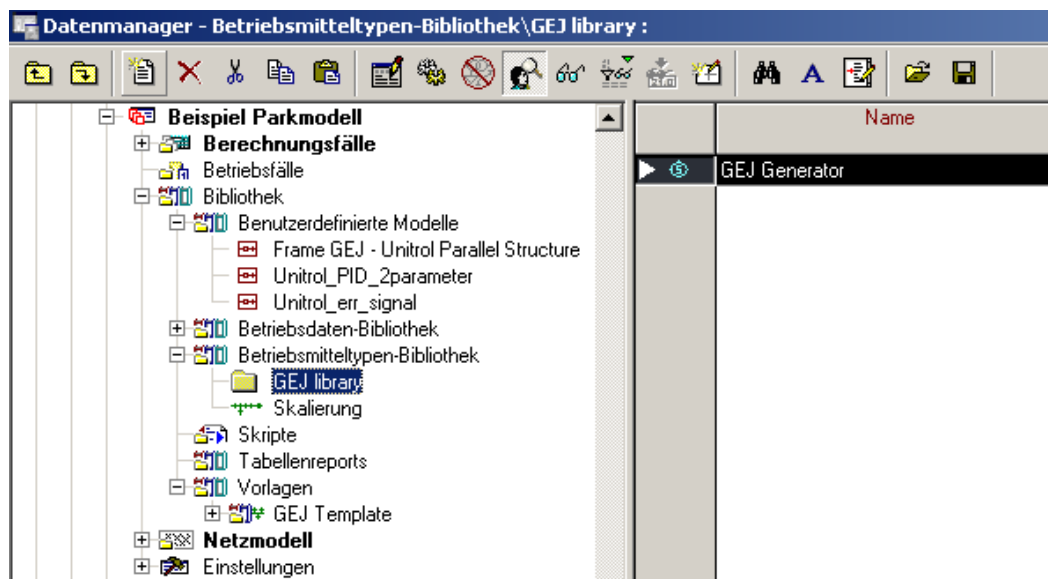 Datenmanager - Betriebsmitteltypen-Bibliothek\GEJ library :
Beispiel Parkmodell
Berechnungsfälle
Betriebsfälle
Bibliothek
Benutzerdefinierte Modelle
Frame GEJ - Unitrol Parallel Structure
Unitrol_PID_2parameter
Unitrol_err_signal
Betriebsdaten-Bibliothek
Betriebsmitteltypen-Bibliothek
GEJ library
Skalierung
Skripte
Tabellenreports
Vorlagen
GEJ Template
Netzmodell
Einstellungen
Name
GEJ Generator